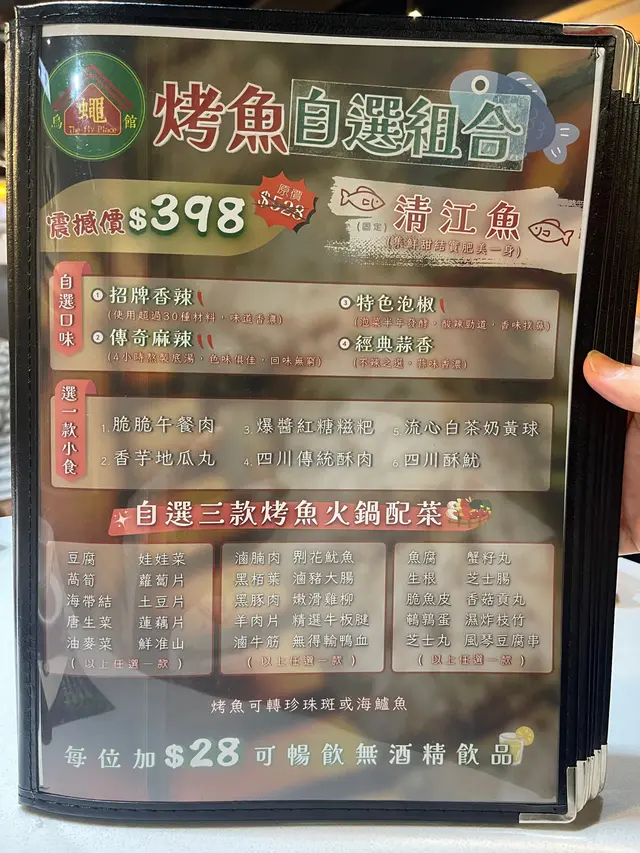 烏 蠅 館
The Fly Place
烤魚自選組合
震撼價$398
原價
$528
(固定)
清江魚
(集鮮甜結實肥美一身)
自選口味
1 招牌香辣
(使用超過30種材料，味道香濃)
2 傳奇麻辣
(4小時熬製底湯，色味俱佳，回味無窮)
3 特色泡椒
(泡菜半年發酵，酸辣勁道，香味撲鼻)
4 經典蒜香
(不辣之選，蒜味香濃)
選一款小食
1. 脆脆午餐肉
2. 香芋地瓜丸
3. 爆醬紅糖糍粑
4. 四川傳統酥肉
5. 流心白茶奶黃球
6. 四川酥魷
自選三款烤魚火鍋配菜
豆腐 娃娃菜
萵筍 蘿蔔片
海帶結 土豆片
唐生菜 蓮藕片
油麥菜 鮮准山
(以上任選一款)
滷腩肉 剠花魷魚
黑栢葉 滷豬大腸
黑豚肉 嫩滑雞柳
羊肉片 精選牛板腱
滷牛筋 無得輸鴨血
(以上任選一款)
魚腐 蟹籽丸
生根 芝士腸
脆魚皮 香菇貢丸
鵪鶉蛋 濕炸枝竹
芝士丸 風琴豆腐串
(以上任選一款)
烤魚可轉珍珠斑或海鱸魚
每位加$28可暢飲無酒精飲品